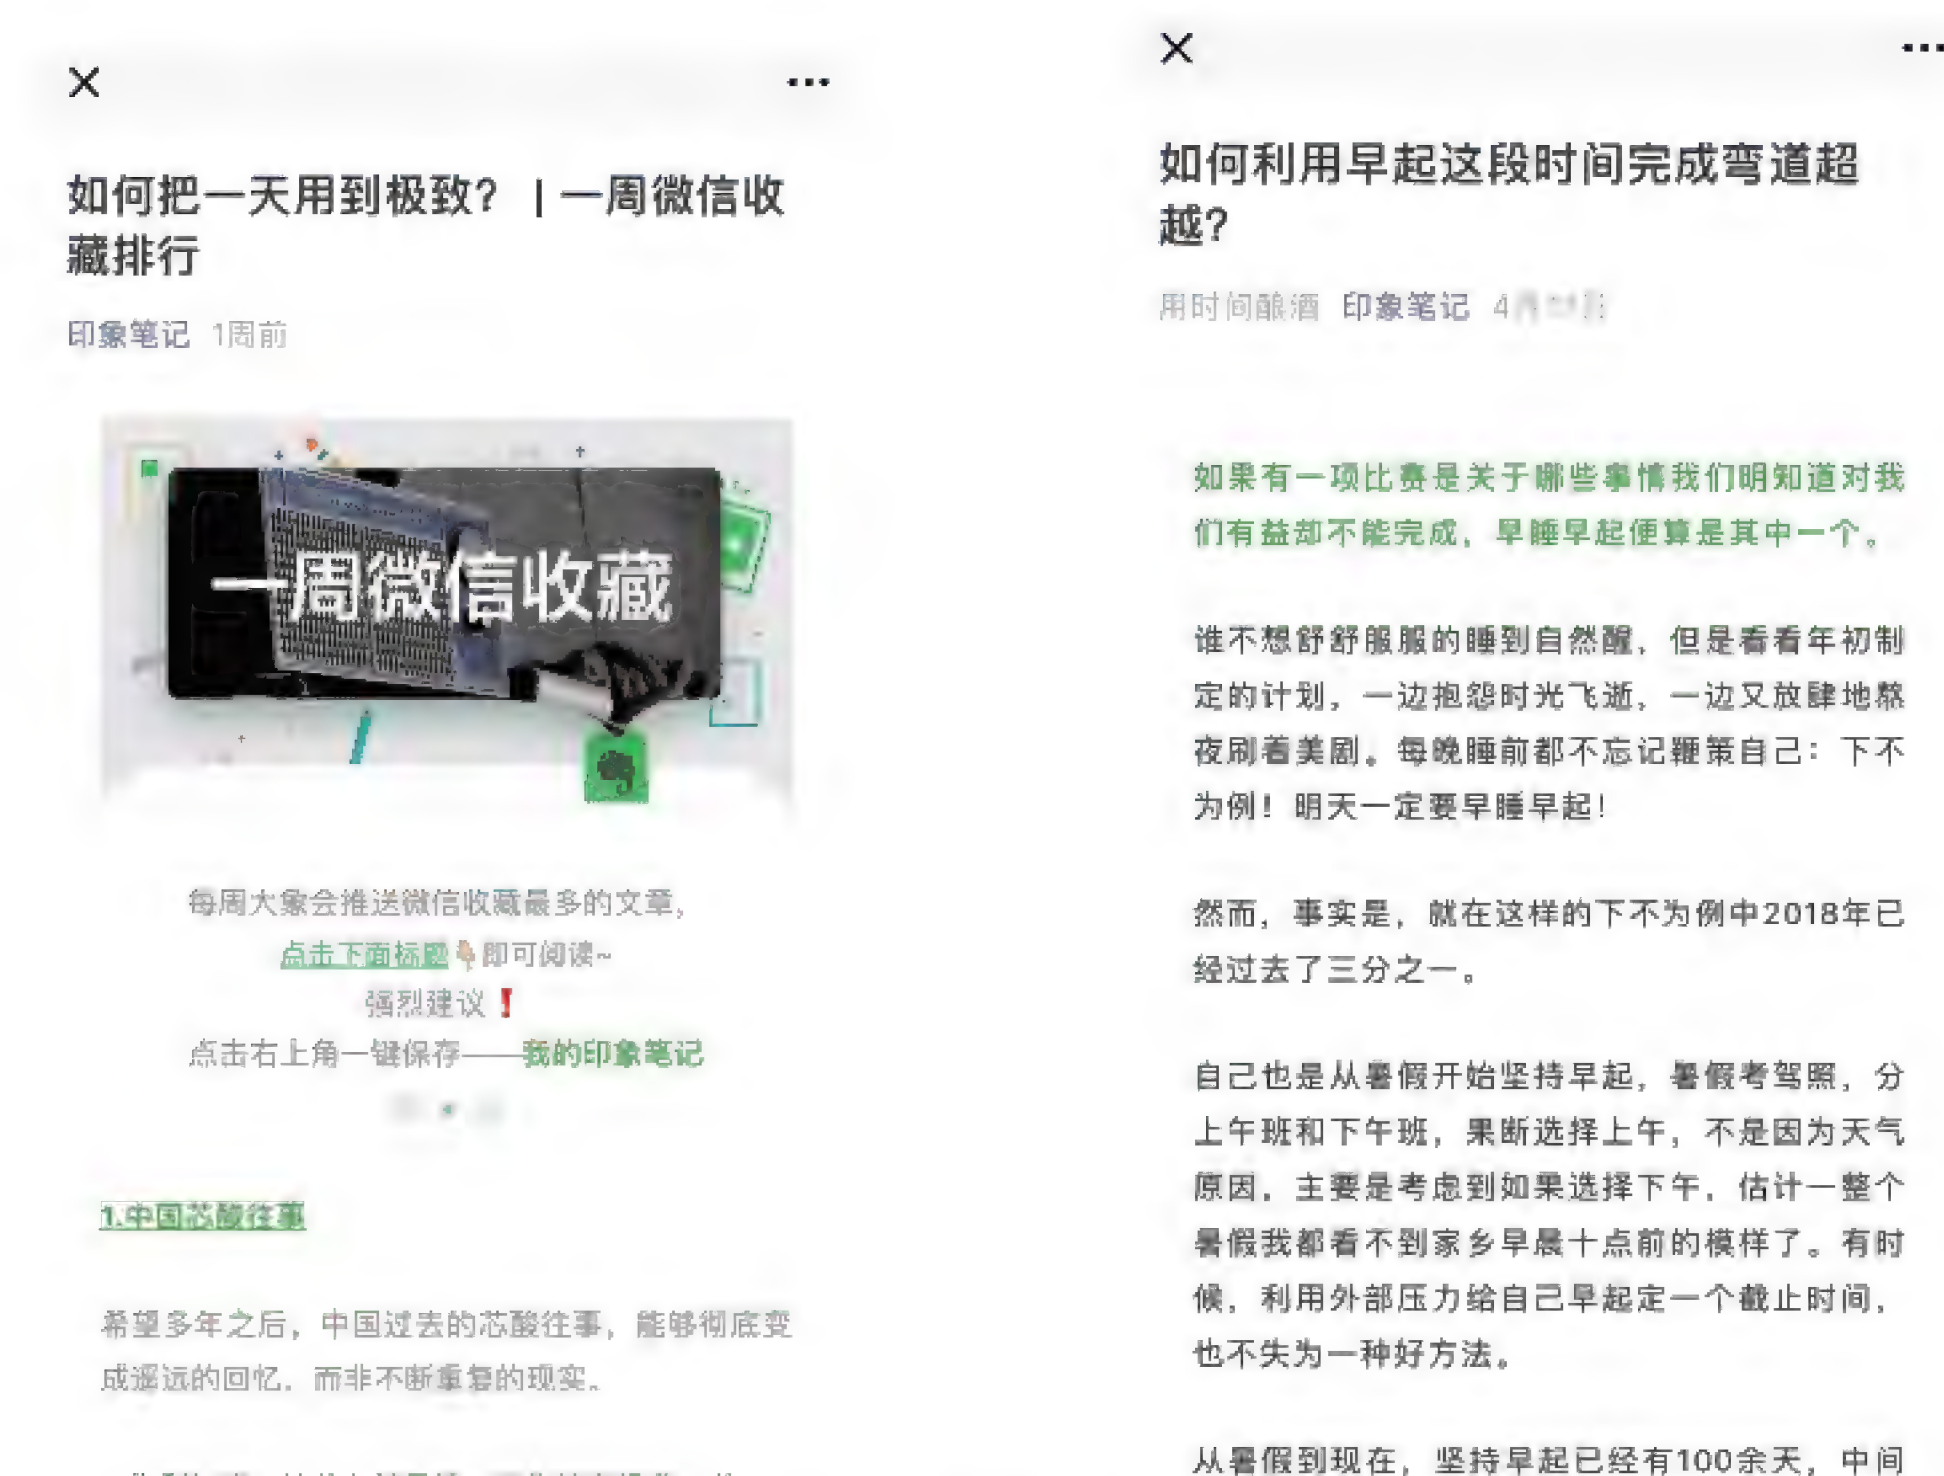 如何把一天用到极致？ | 一周微信收
藏排行
印象笔记 1周前
一周微信收藏
每周大象会推送微信收藏最多的文章，
点击下面标题👇即可阅读~
强烈建议❗
点击右上角一键保存——我的印象笔记
1.中国芯酸往事
希望多年之后，中国过去的芯酸往事，能够彻底变
成遥远的回忆，而非不断重复的现实。
如何利用早起这段时间完成弯道超
越？
用时间酿酒 印象笔记 4月
如果有一项比赛是关于哪些事情我们明知道对我
们有益却不能完成，早睡早起便算是其中一个。
谁不想舒舒服服的睡到自然醒，但是看看年初制
定的计划，一边抱怨时光飞逝，一边又放肆地熬
夜刷着美剧。每晚睡前都不忘记鞭策自己：下不
为例！明天一定要早睡早起！
然而，事实是，就在这样的下不为例中2018年已
经过去了三分之一。
自己也是从暑假开始坚持早起，暑假考驾照，分
上午班和下午班，果断选择上午，不是因为天气
原因，主要是考虑到如果选择下午，估计一整个
暑假我都看不到家乡早晨十点前的模样了。有时
候，利用外部压力给自己早起定一个截止时间，
也不失为一种好方法。
从暑假到现在，坚持早起已经有100余天，中间